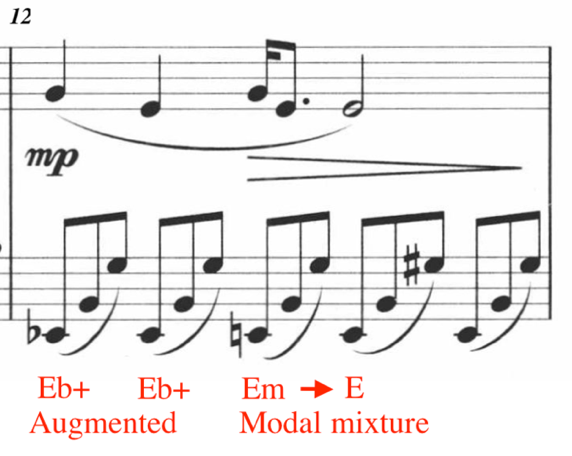 12
mp
Eb+ Eb+ Em → E
Augmented Modal mixture